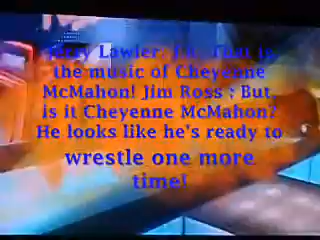 Jerry Lawler: J.R. That is
the music of Cheyenne
McMahon! Jim Ross : But,
is it Cheyenne McMahon?
He looks like he's ready to
wrestle one more
time!